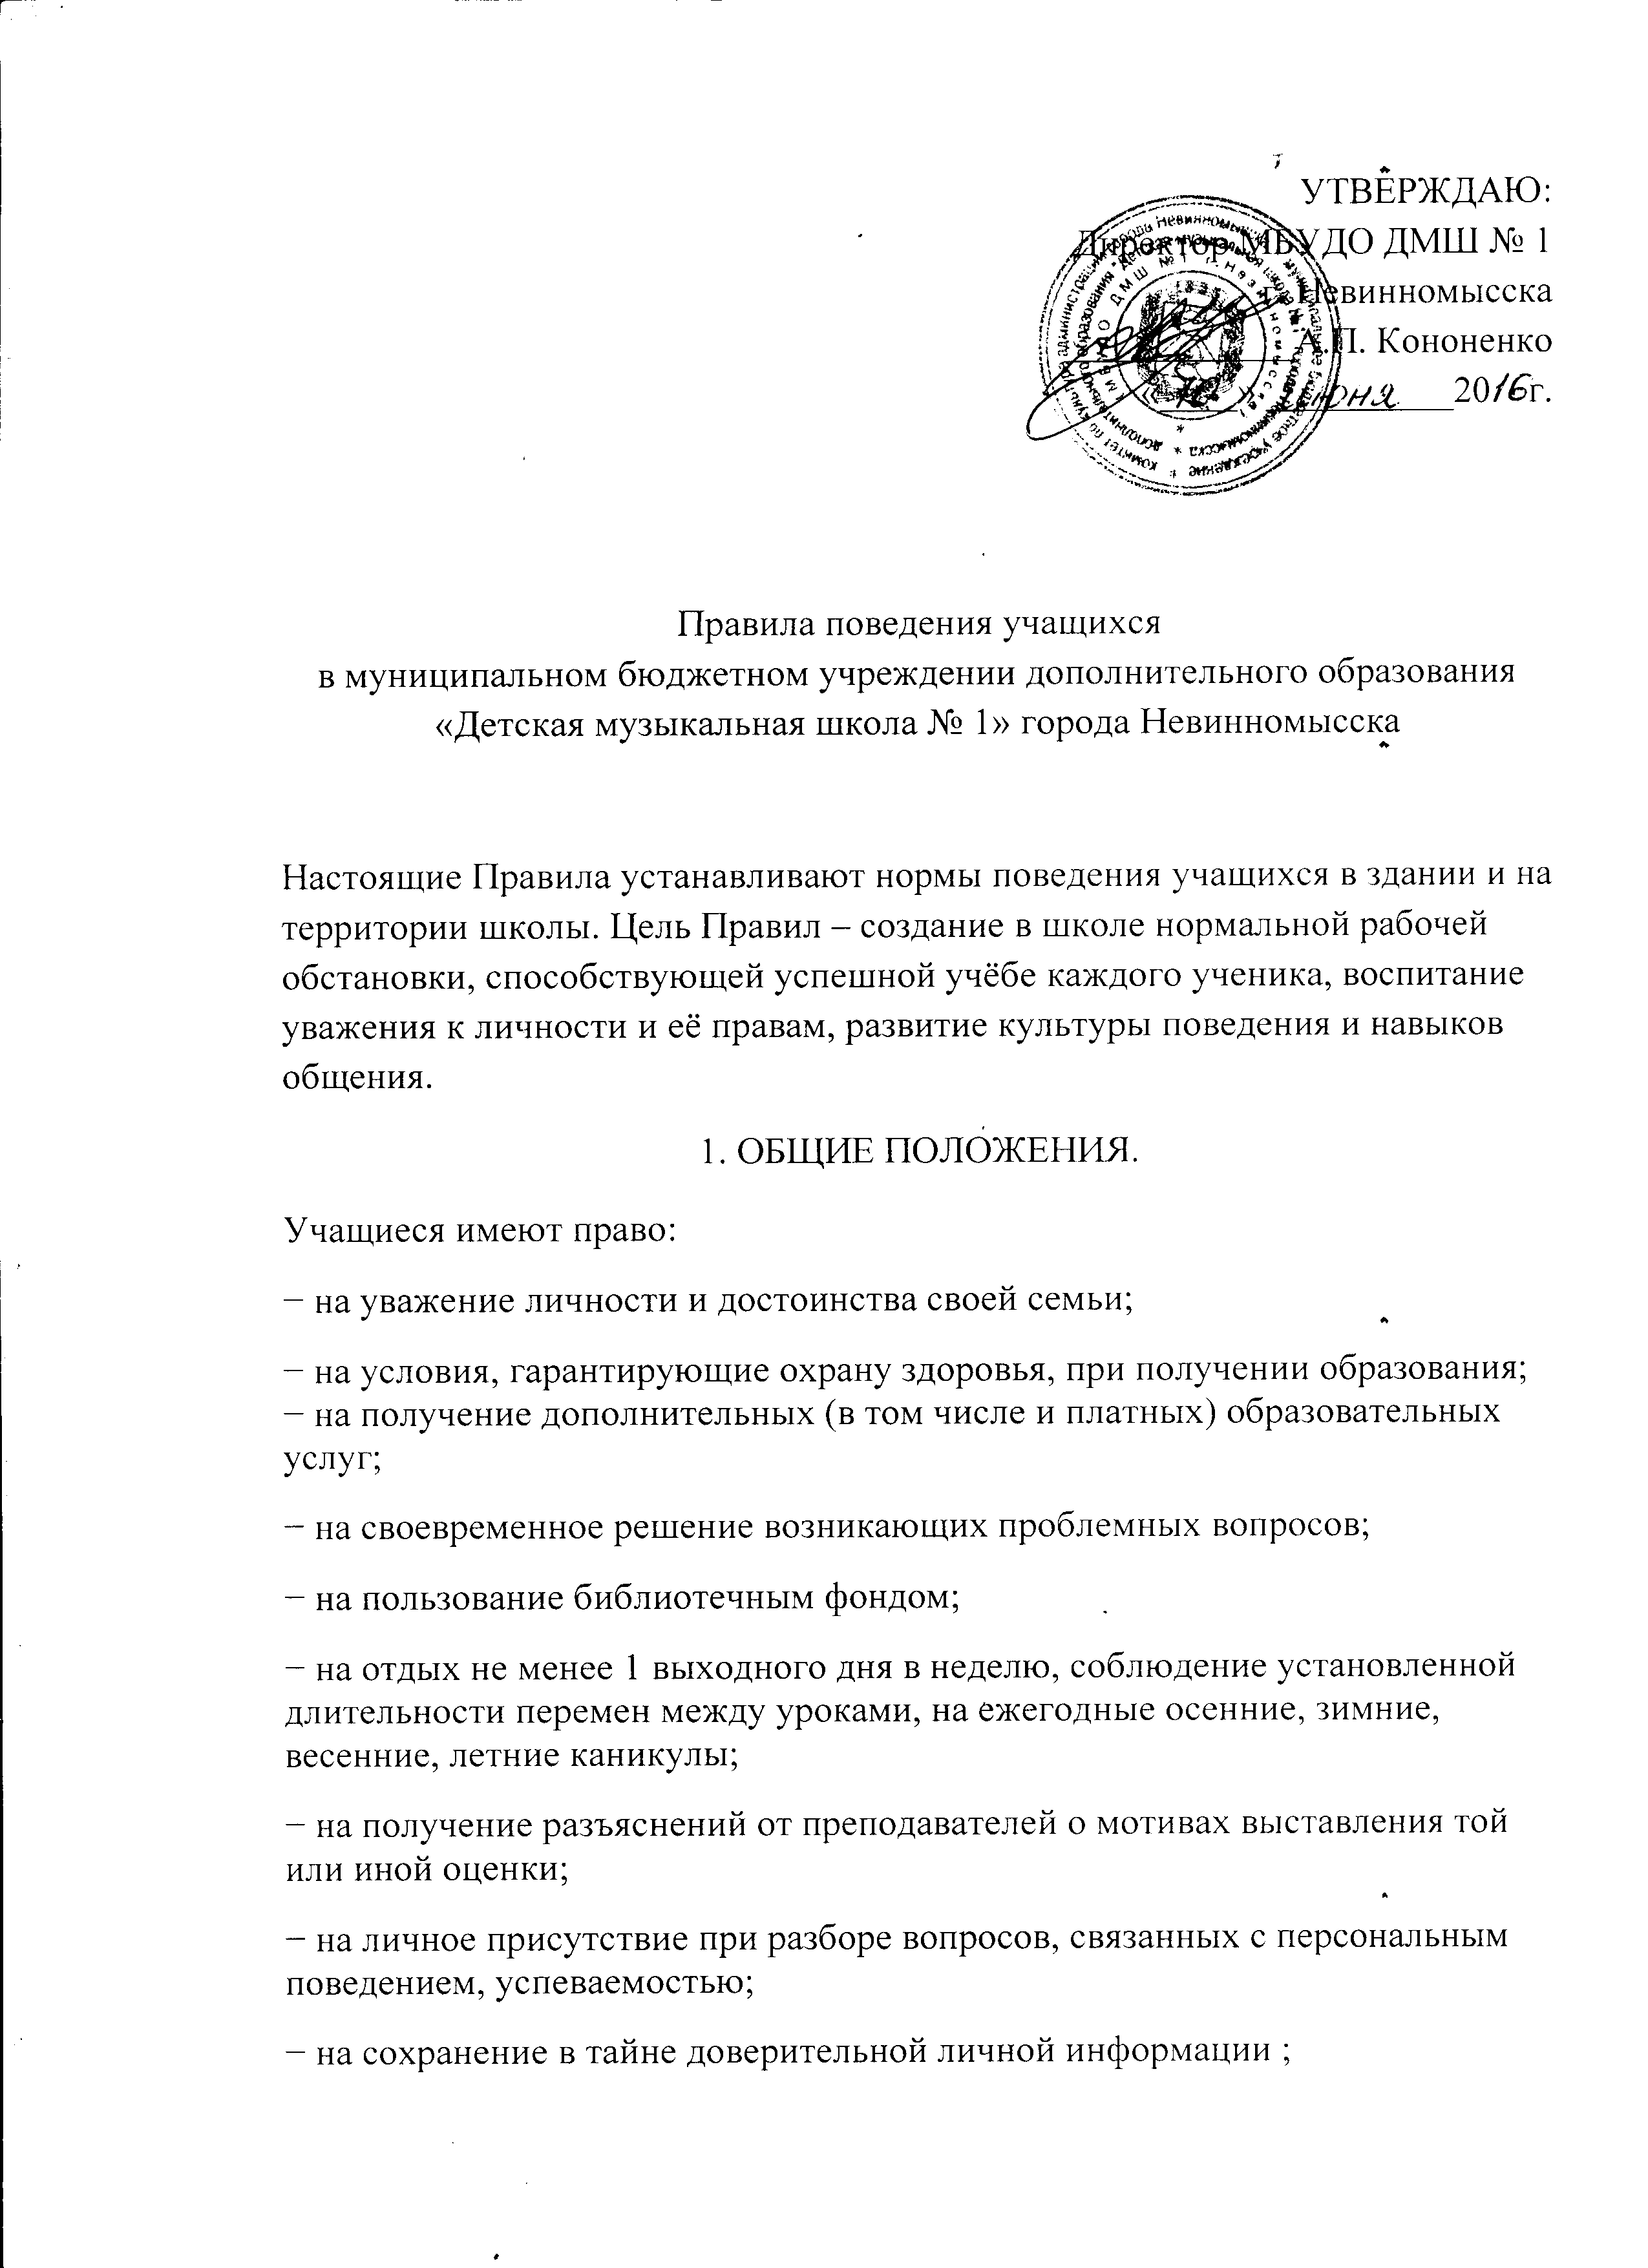 УТВЕРЖДАЮ:
Директор МБУДО ДМШ № 1
г. Невинномысска
А.П. Кононенко
июня 2016г.
Правила поведения учащихся
в муниципальном бюджетном учреждении дополнительного образования
«Детская музыкальная школа № 1» города Невинномысска
Настоящие Правила устанавливают нормы поведения учащихся в здании и на
территории школы. Цель Правил – создание в школе нормальной рабочей
обстановки, способствующей успешной учёбе каждого ученика, воспитание
уважения к личности и её правам, развитие культуры поведения и навыков
общения.
1. ОБЩИЕ ПОЛОЖЕНИЯ.
Учащиеся имеют право:
− на уважение личности и достоинства своей семьи;
− на условия, гарантирующие охрану здоровья, при получении образования;
− на получение дополнительных (в том числе и платных) образовательных
услуг;
− на своевременное решение возникающих проблемных вопросов;
− на пользование библиотечным фондом;
− на отдых не менее 1 выходного дня в неделю, соблюдение установленной
длительности перемен между уроками, на ежегодные осенние, зимние,
весенние, летние каникулы;
− на получение разъяснений от преподавателей о мотивах выставления той
или иной оценки;
− на личное присутствие при разборе вопросов, связанных с персональным
поведением, успеваемостью;
− на сохранение в тайне доверительной личной информации ;